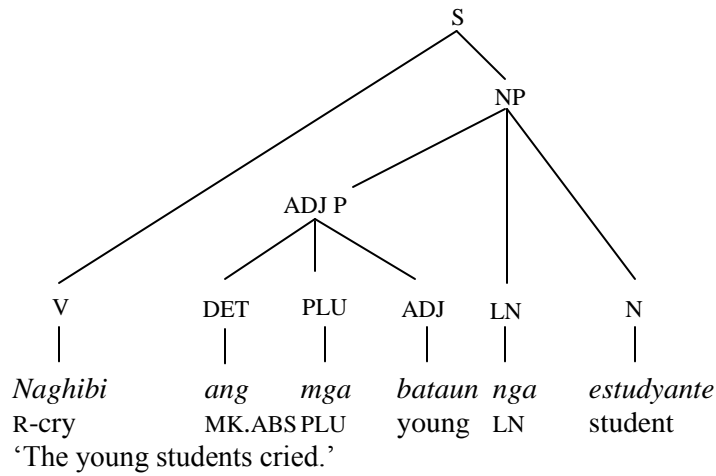 S
NP
ADJ P
V DET PLU ADJ LN N
Naghibi ang mga bataun nga estudyante
R-cry MK.ABS PLU young LN student
‘The young students cried.’